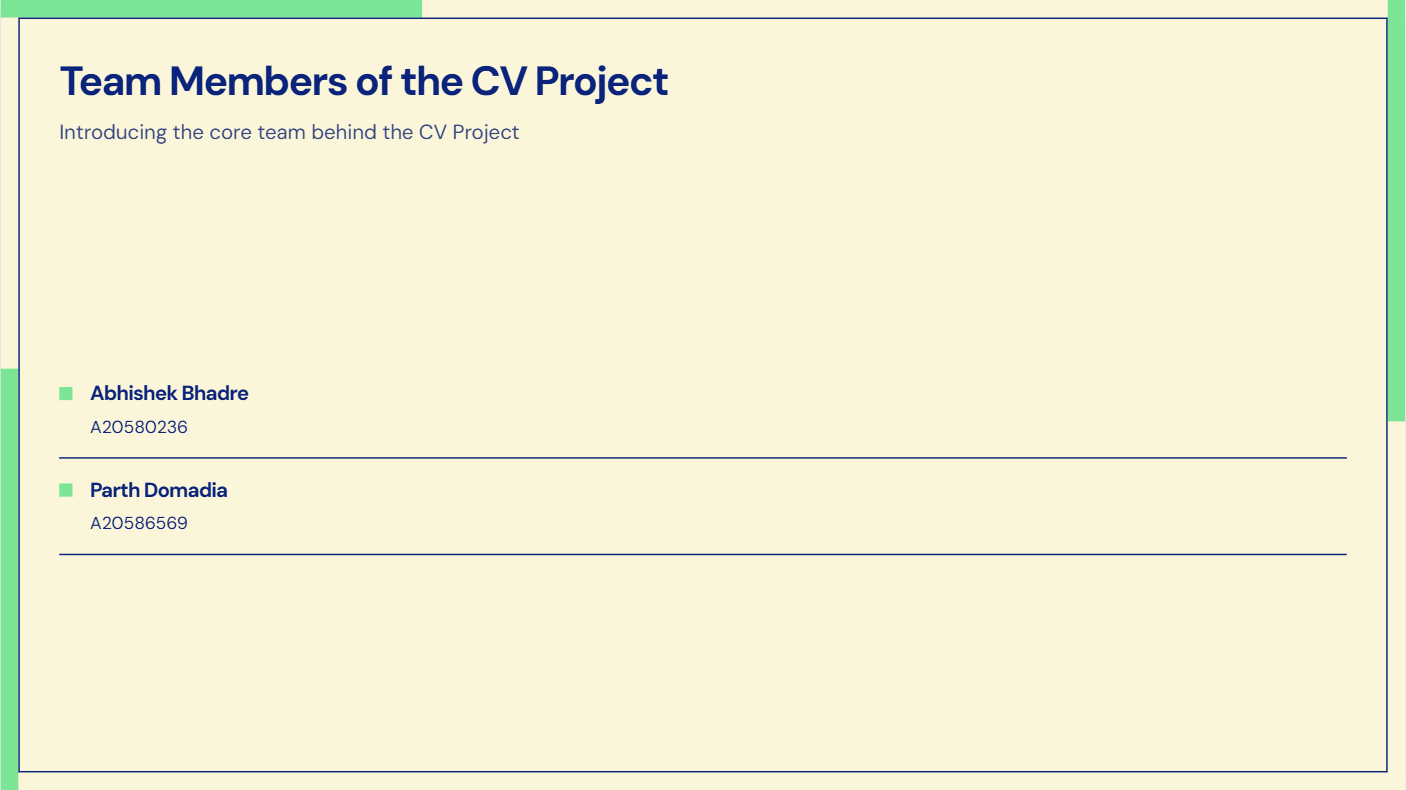 Team Members of the CV Project
Introducing the core team behind the CV Project
Abhishek Bhadre
A20580236
Parth Domadia
A20586569